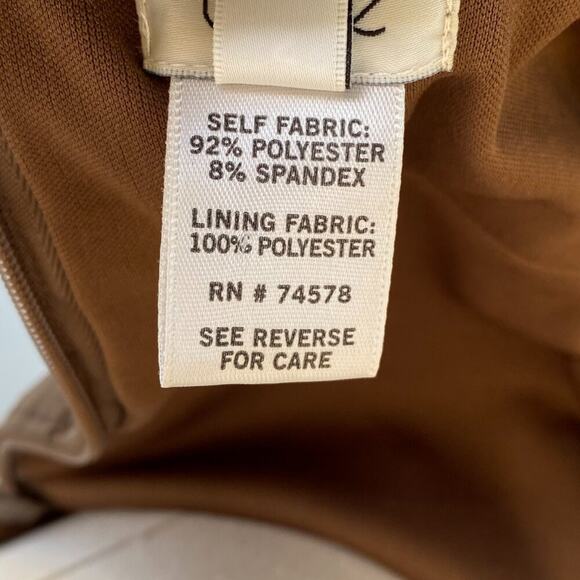 SELF FABRIC:
92% POLYESTER
8% SPANDEX
LINING FABRIC:
100% POLYESTER
RN # 74578
SEE REVERSE
FOR CARE